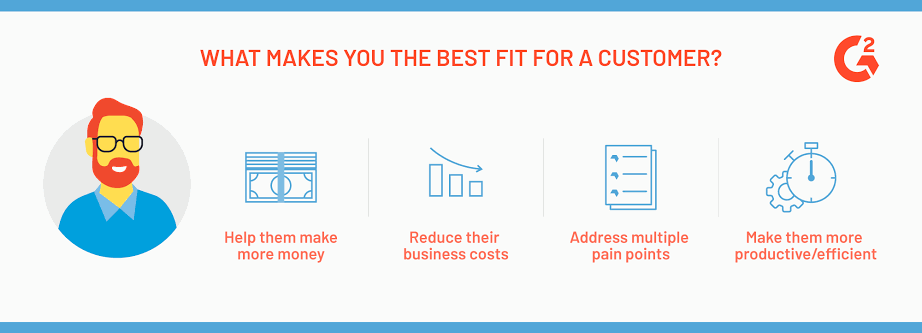 WHAT MAKES YOU THE BEST FIT FOR A CUSTOMER?
G2
Help them make
more money
Reduce their
business costs
Address multiple
pain points
Make them more
productive/efficient